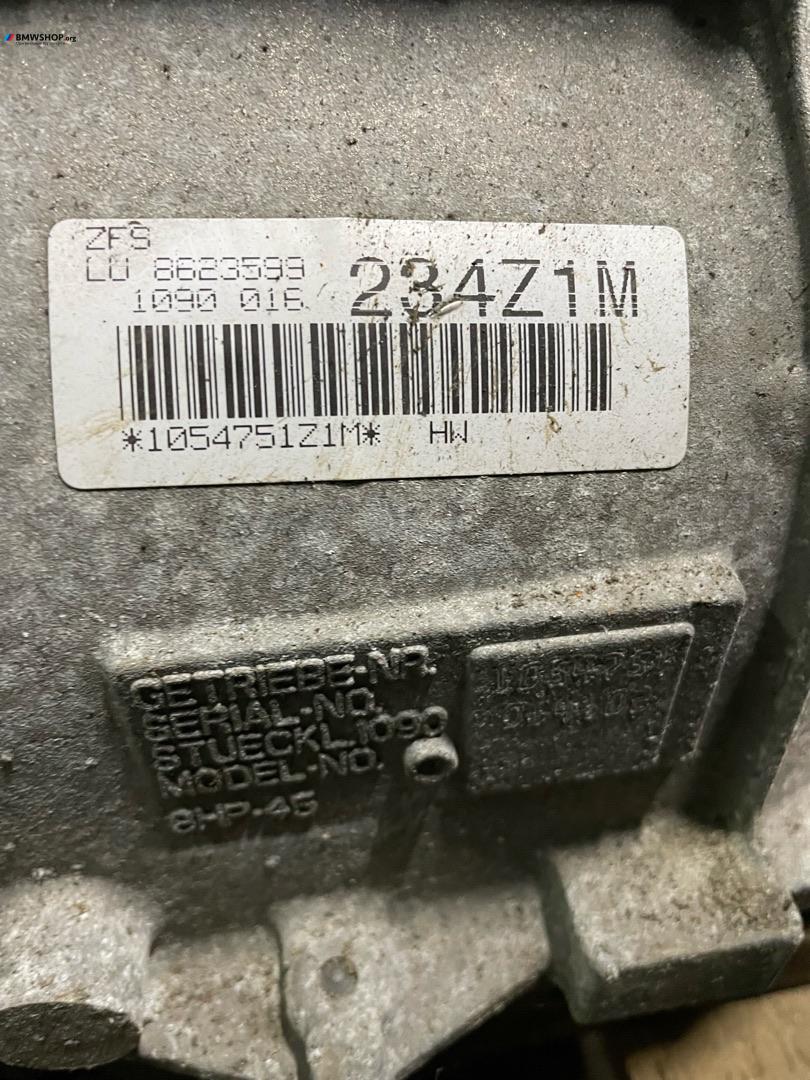 BMWSHOP.org
ZFS
LU 8623599
1090 016
234Z1M
*1054751Z1M* HW
GETRIEBE-NR.
SERIAL-NO.
STUECKL.1090
MODEL-NO.
8HP-45
1054751